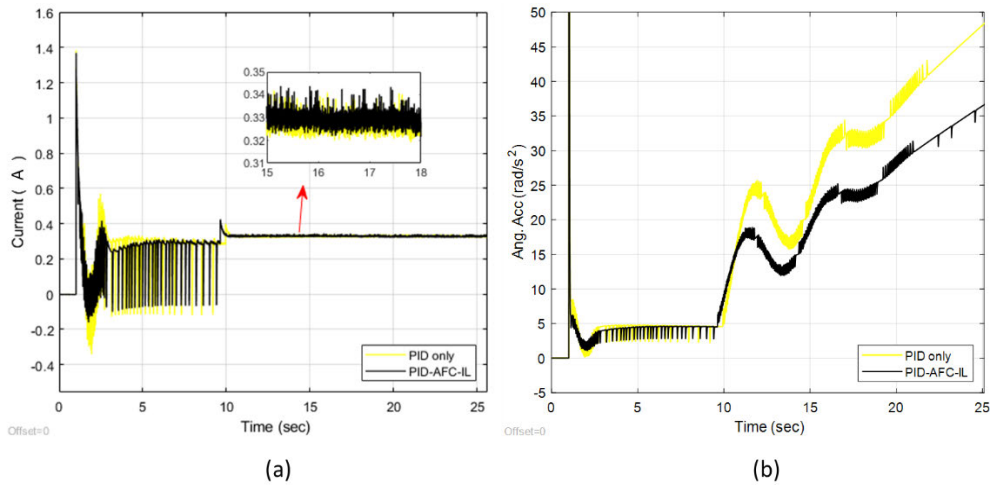 1.6
1.4
1.2
1
0.8
0.6
0.4
0.2
0
-0.2
-0.4
Current ( A)
0.35
0.34
0.33
0.32
0.31
15 16 17 18
PID only
PID-AFC-IL
0 5 10 15 20 25
Time (sec)
Offset=0
(a)
50
45
40
35
30
25
20
15
10
5
0
-5
Ang. Acc (rad/s²)
PID only
PID-AFC-IL
0 5 10 15 20 25
Time (sec)
Offset=0
(b)